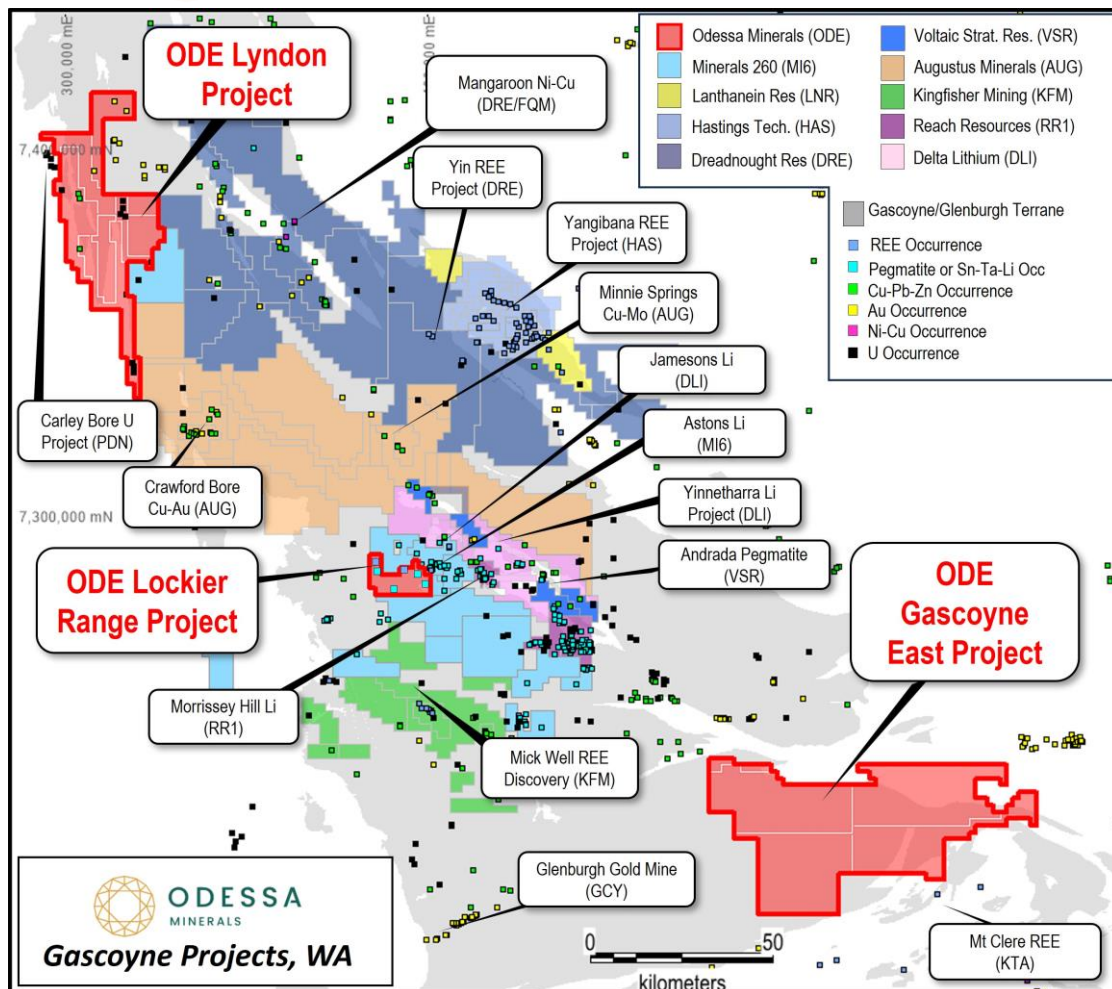 300,000 mE
ODE Lyndon
Project
Mangaroon Ni-Cu
(DRE/FQM)
Odessa Minerals (ODE)
Minerals 260 (MI6)
Lanthanein Res (LNR)
Hastings Tech. (HAS)
Dreadnought Res (DRE)
Voltaic Strat. Res. (VSR)
Augustus Minerals (AUG)
Kingfisher Mining (KFM)
Reach Resources (RR1)
Delta Lithium (DLI)
7,400,000 mN
Yin REE
Project (DRE)
Yangibana REE
Project (HAS)
Gascoyne/Glenburgh Terrane
REE Occurrence
Pegmatite or Sn-Ta-Li Occ
Cu-Pb-Zn Occurrence
Au Occurrence
Ni-Cu Occurrence
U Occurrence
Minnie Springs
Cu-Mo (AUG)
Jamesons Li
(DLI)
Carley Bore U
Project (PDN)
Astons Li
(MI6)
Crawford Bore
Cu-Au (AUG)
Yinnetharra Li
Project (DLI)
7,300,000 mN
Andrada Pegmatite
(VSR)
ODE Lockier
Range Project
ODE
Gascoyne
East Project
Morrissey Hill Li
(RR1)
Mick Well REE
Discovery (KFM)
Glenburgh Gold Mine
(GCY)
ODESSA
MINERALS
Gascoyne Projects, WA
0 50
kilometers
Mt Clere REE
(KTA)